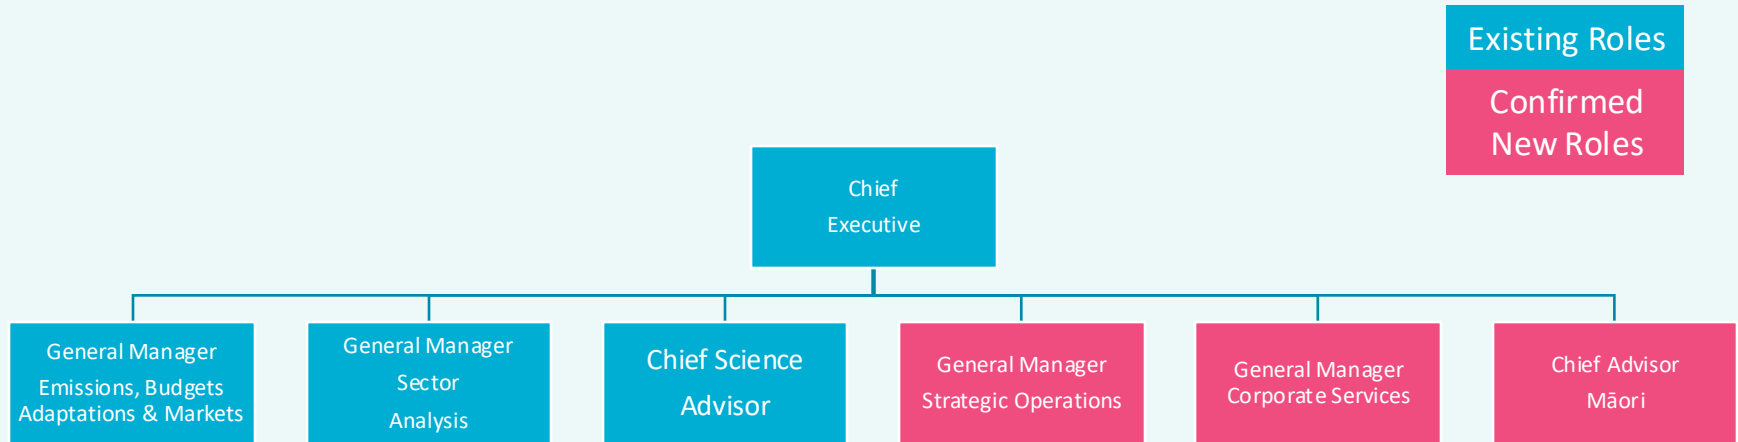 Existing Roles
Confirmed
New Roles
Chief
Executive
General Manager
Emissions, Budgets
Adaptations & Markets
General Manager
Sector
Analysis
Chief Science
Advisor
General Manager
Strategic Operations
General Manager
Corporate Services
Chief Advisor
Māori